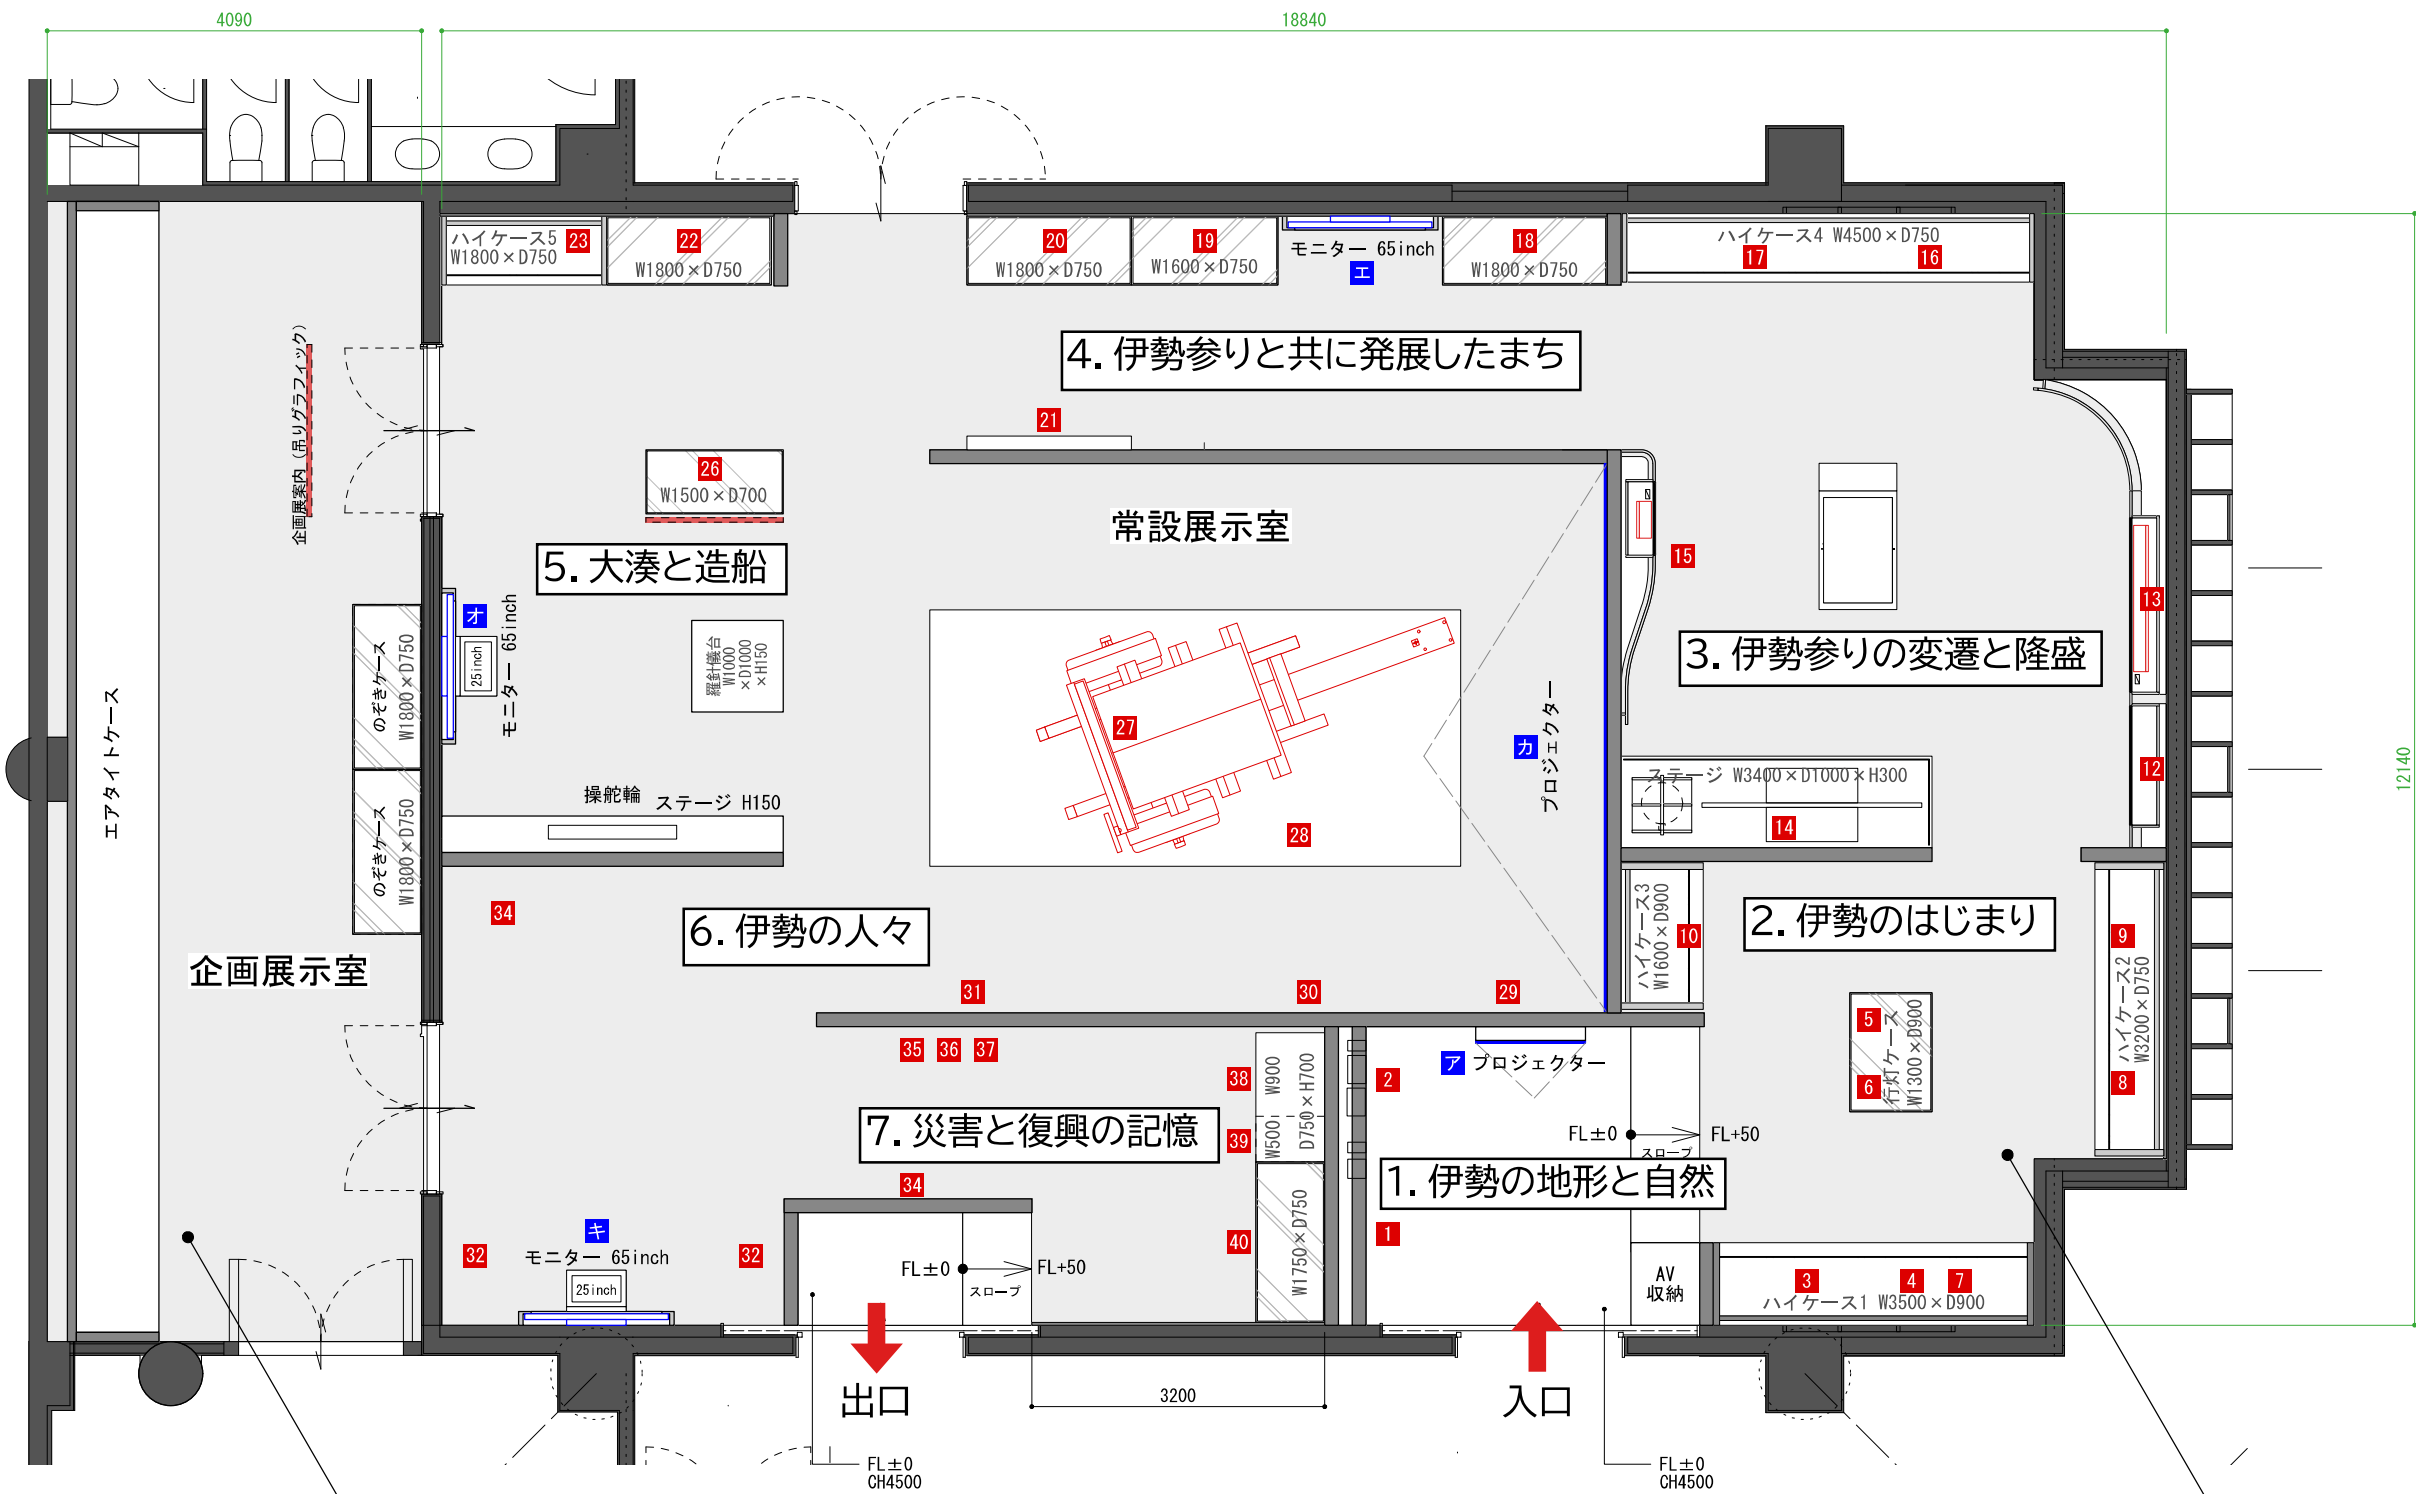 4090
18840
ハイケース5
W1800×D750
23
22
W1800×D750
20
W1800×D750
19
W1600×D750
モニター 65inch
エ
18
W1800×D750
ハイケース4 W4500×D750
17
16
4. 伊勢参りと共に発展したまち
企画展案内（吊りグラフィック）
21
26
W1500×D700
常設展示室
15
5. 大湊と造船
オ
25inch
モニター 65inch
羅針儀台
W1000
×D1000
×H150
13
3. 伊勢参りの変遷と隆盛
のぞきケース
W1800×D750
エアタイトケース
27
カ
プロジェクター
12
12140
ステージ W3400×D1000×H300
14
操舵輪
ステージ H150
28
のぞきケース
W1800×D750
34
6. 伊勢の人々
ハイケース3
W1600×D900
10
2. 伊勢のはじまり
9
ハイケース2
W3200×D750
8
企画展示室
31
30
29
5
6
行灯ケース
W1300×D900
35
36
37
38
W900
D750×H700
39
W500
2
ア
プロジェクター
7. 災害と復興の記憶
FL±0
FL+50
スロープ
1. 伊勢の地形と自然
34
1
40
W1750×D750
キ
32
モニター 65inch
32
25inch
FL±0
FL+50
スロープ
AV
収納
3
4
7
ハイケース1 W3500×D900
出口
3200
入口
FL±0
CH4500
FL±0
CH4500